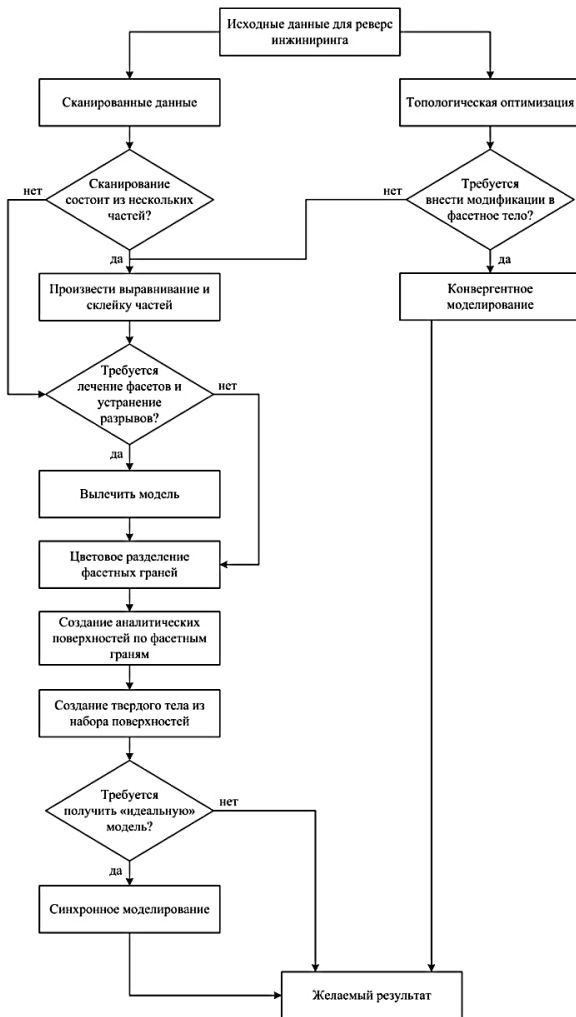 Исходные данные для реверс
инжиниринга
Сканированные данные
Топологическая оптимизация
нет
Сканирование
состоит из нескольких
частей?
да
нет
Требуется
внести модификации в
фасетное тело?
да
Произвести выравнивание и
склейку частей
Конвергентное
моделирование
Требуется
лечение фасетов и
устранение
разрывов?
нет
да
Вылечить модель
Цветовое разделение
фасетных граней
Создание аналитических
поверхностей по фасетным
граням
Создание твердого тела из
набора поверхностей
Требуется
получить «идеальную»
модель?
нет
да
Синхронное моделирование
Желаемый результат